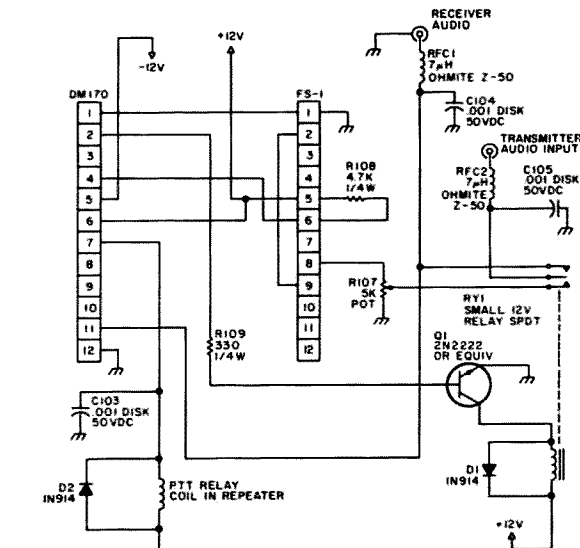 RECEIVER
AUDIO
+12V
-12V
RFC1
7µH
OHMITE Z-50
DM170
FS-1
C104
.001 DISK
50VDC
TRANSMITTER
AUDIO INPUT
1
2
3
4
5
6
7
8
9
10
11
12
1
2
3
4
5
6
7
8
9
10
11
12
R108
4.7K
1/4W
RFC2
7µH
OHMITE
Z-50
C105
.001 DISK
50VDC
R107
5K
POT
RY1
SMALL 12V
RELAY SPDT
R109
330
1/4W
Q1
2N2222
OR EQUIV
C103
.001 DISK
50VDC
D2
1N914
PTT RELAY
COIL IN REPEATER
D1
1N914
+12V